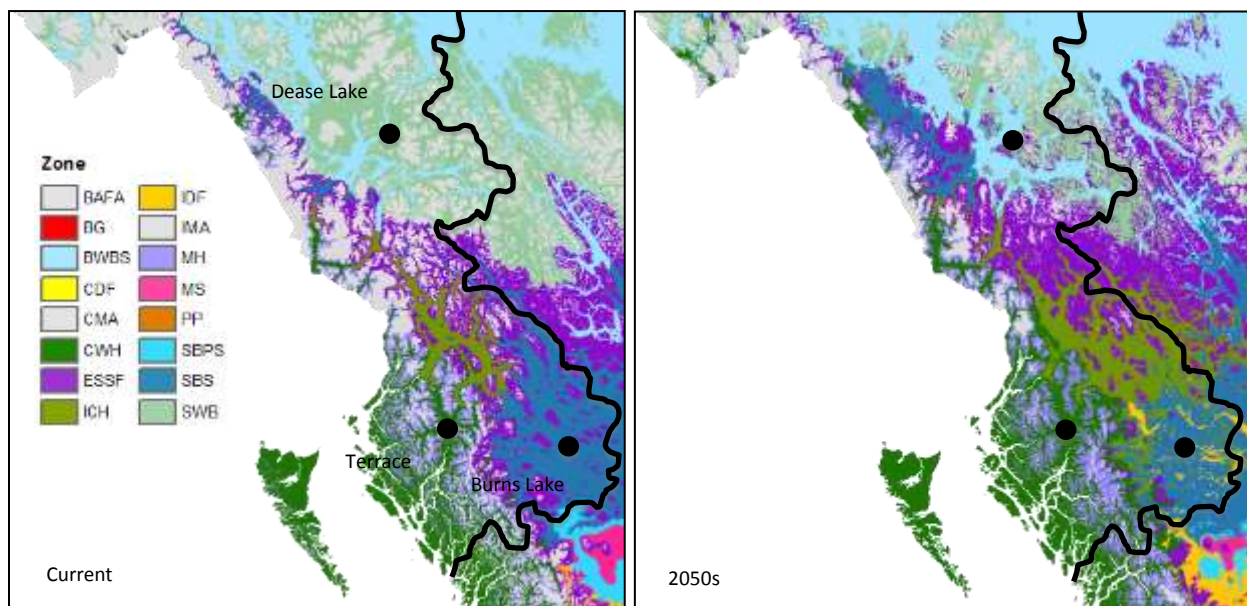 Dease Lake
Zone
BAFA
IDF
BG
IMA
BWBS
MH
CDF
MS
CMA
PP
CWH
SBPS
ESSF
SBS
ICH
SWB
Terrace
Burns Lake
Current
2050s